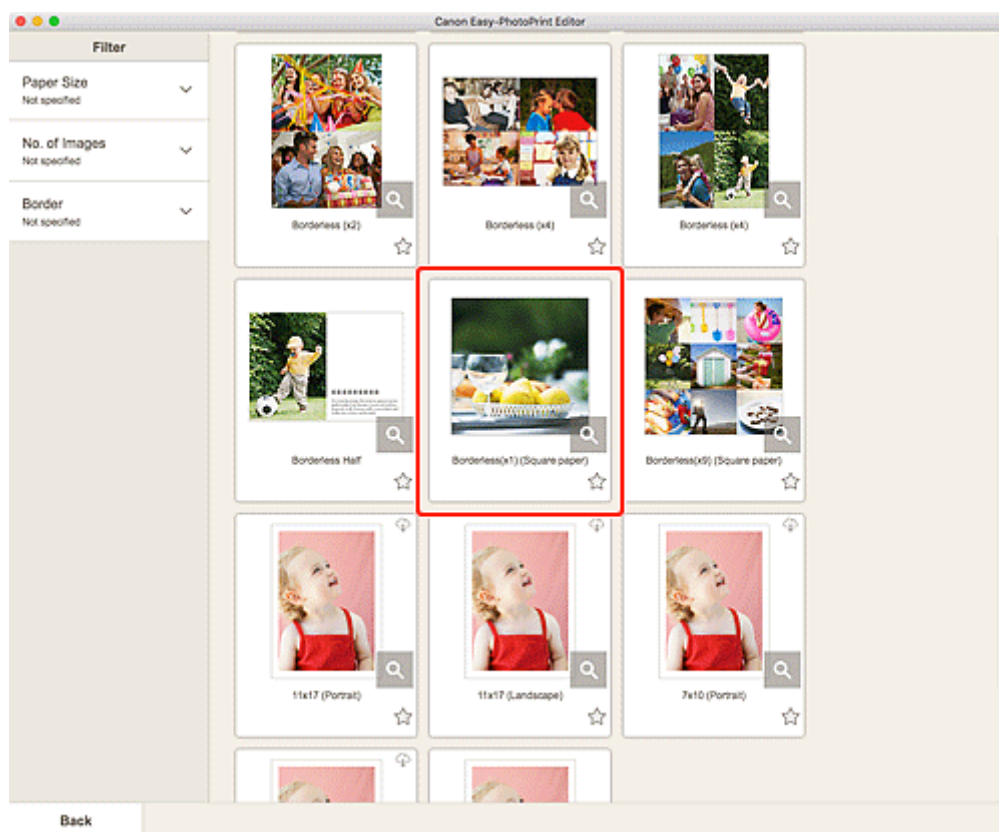 Canon Easy-PhotoPrint Editor
Filter
Paper Size
Not specified
No. of Images
Not specified
Border
Not specified
Borderless (x2)
Borderless (x4)
Borderless (x4)
Borderless Half
Borderless(x1) (Square paper)
Borderless(x9) (Square paper)
11x17 (Portrait)
11x17 (Landscape)
7x10 (Portrait)
Back